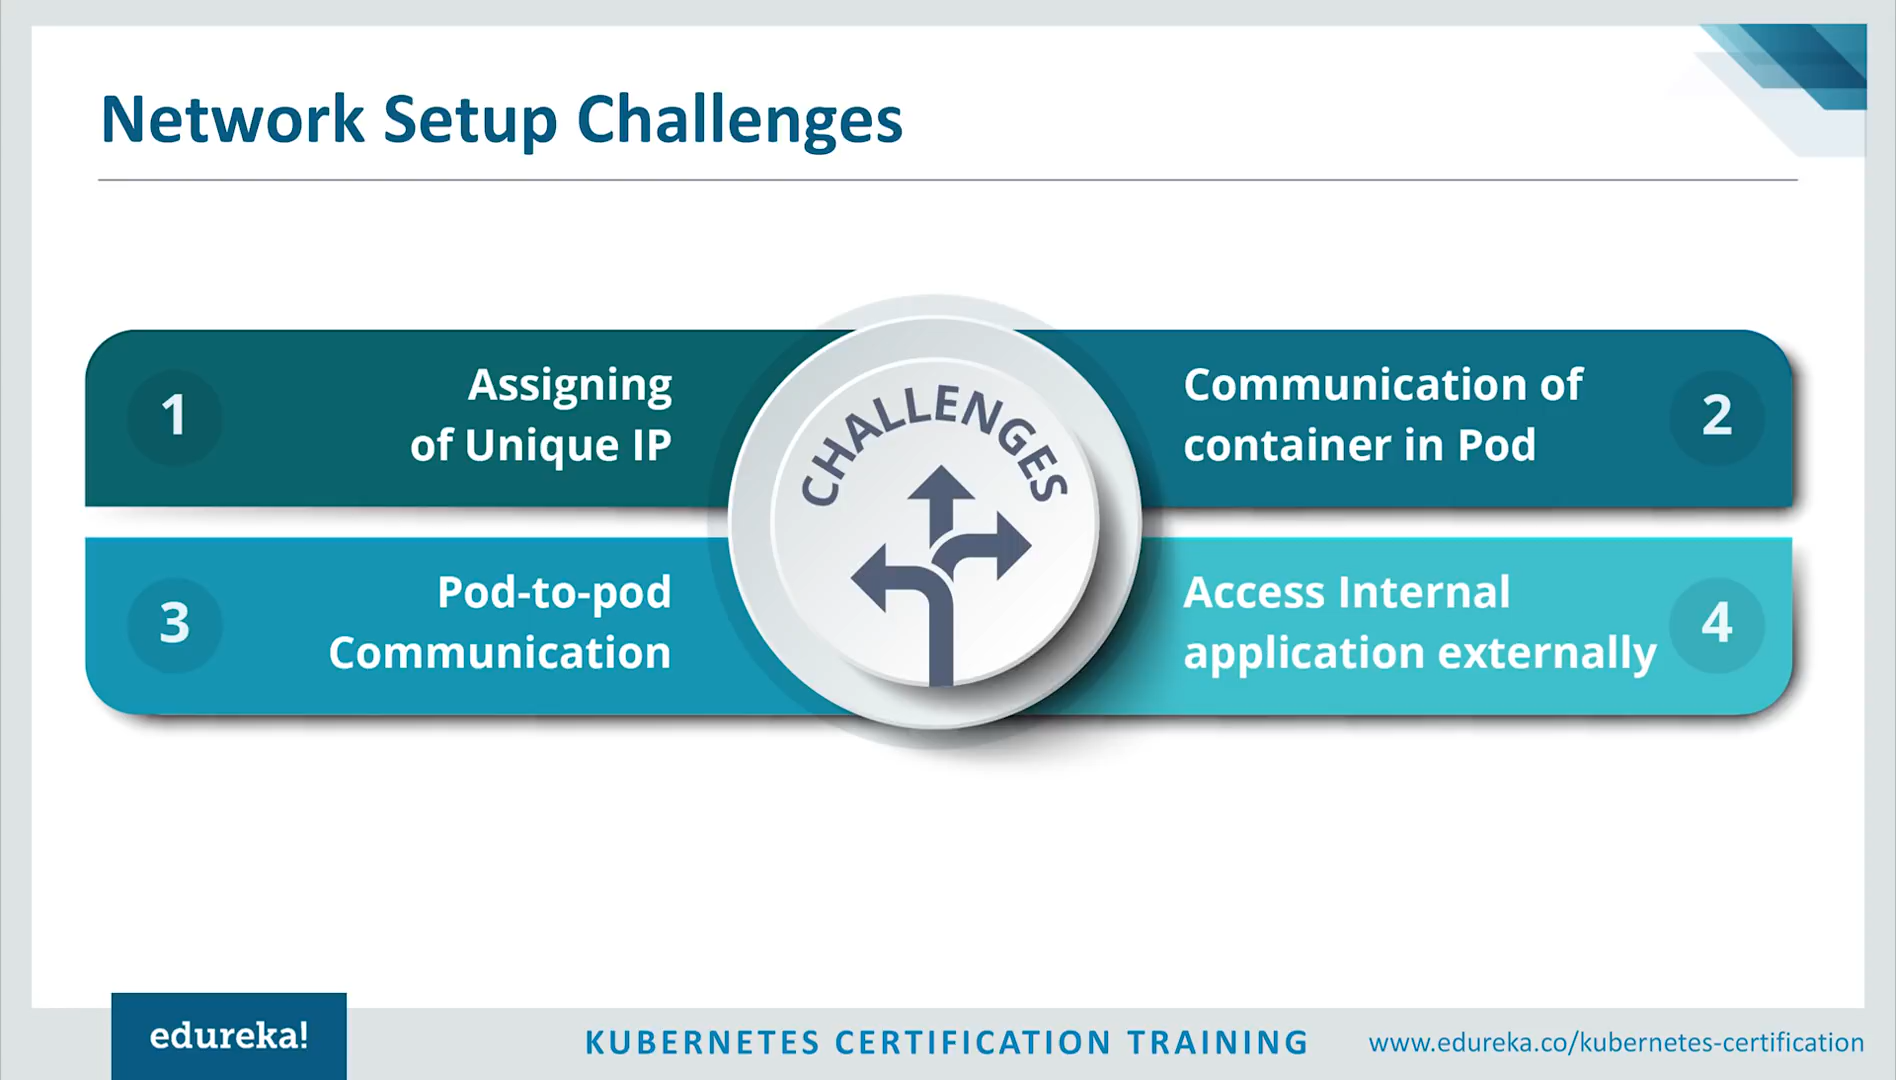 Network Setup Challenges
1
Assigning
of Unique IP
CHALLENGES
Communication of
container in Pod
2
3
Pod-to-pod
Communication
Access Internal
application externally
4
edureka!
KUBERNETES CERTIFICATION TRAINING
www.edureka.co/kubernetes-certification